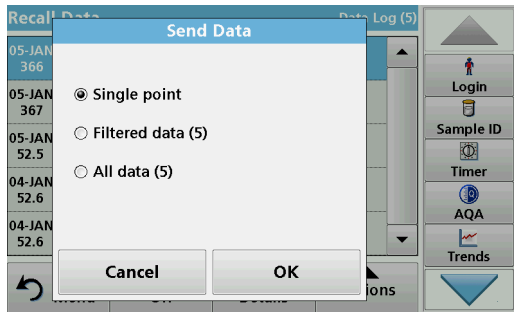 Recall Data
Data Log (5)
Send Data
05-JAN
366
05-JAN
367
05-JAN
52.5
04-JAN
52.6
04-JAN
52.6
Single point
Filtered data (5)
All data (5)
Cancel
OK
Login
Sample ID
Timer
AQA
Trends